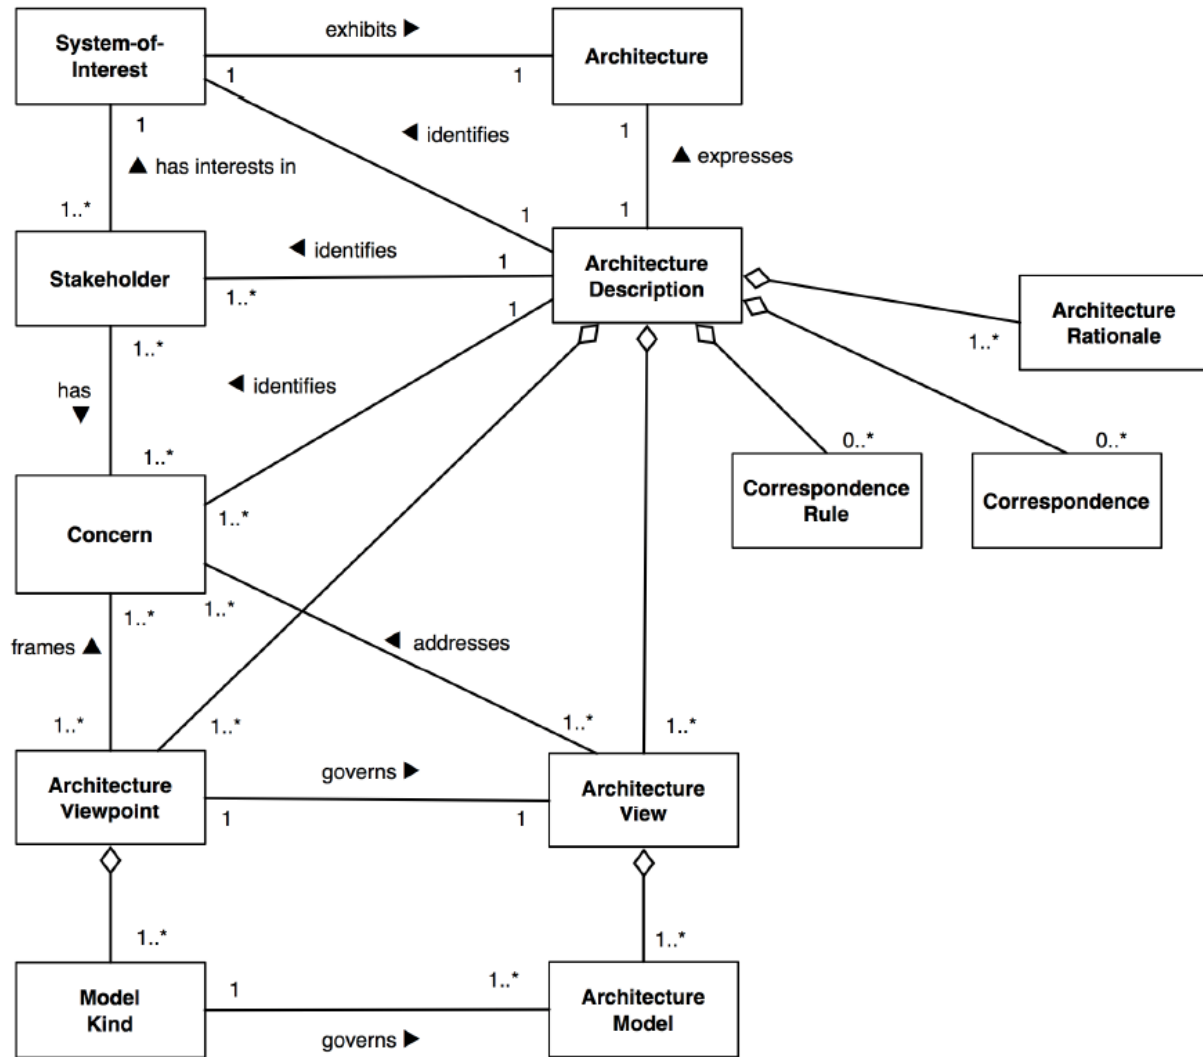 System-of-
Interest
exhibits ▶
1
1
Architecture
1
◀ identifies
1
▲ has interests in
▲ expresses
1..*
1
1
Stakeholder
◀ identifies
1
1..*
Architecture
Description
1
1..*
Architecture
Rationale
1..*
has
▼
◀ identifies
1..*
1..*
0..*
0..*
Concern
Correspondence
Rule
Correspondence
1..*
1..*
frames ▲
◀ addresses
1..*
1..*
1..*
1..*
Architecture
Viewpoint
governs ▶
1
1
Architecture
View
1..*
1..*
Model
Kind
1
1..*
governs ▶
Architecture
Model